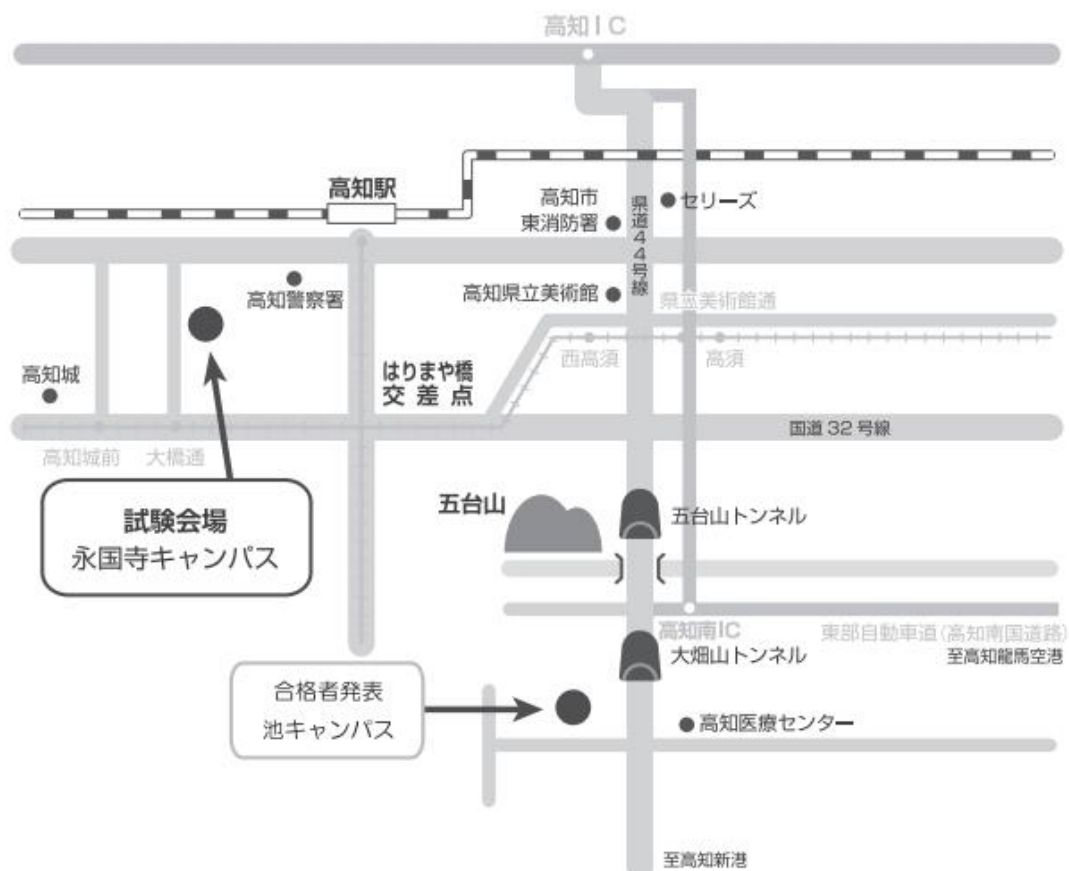 高知IC
高知駅
高知市
東消防署
セリーズ
県道44号線
高知警察署
高知県立美術館
県立美術館通
西高須
高須
高知城
はりまや橋
交差点
国道32号線
高知城前
大橋通
試験会場
永国寺キャンパス
五台山
五台山トンネル
高知南IC
東部自動車道(高知南国道路)
大畑山トンネル
至高知龍馬空港
合格者発表
池キャンパス
高知医療センター
至高知新港